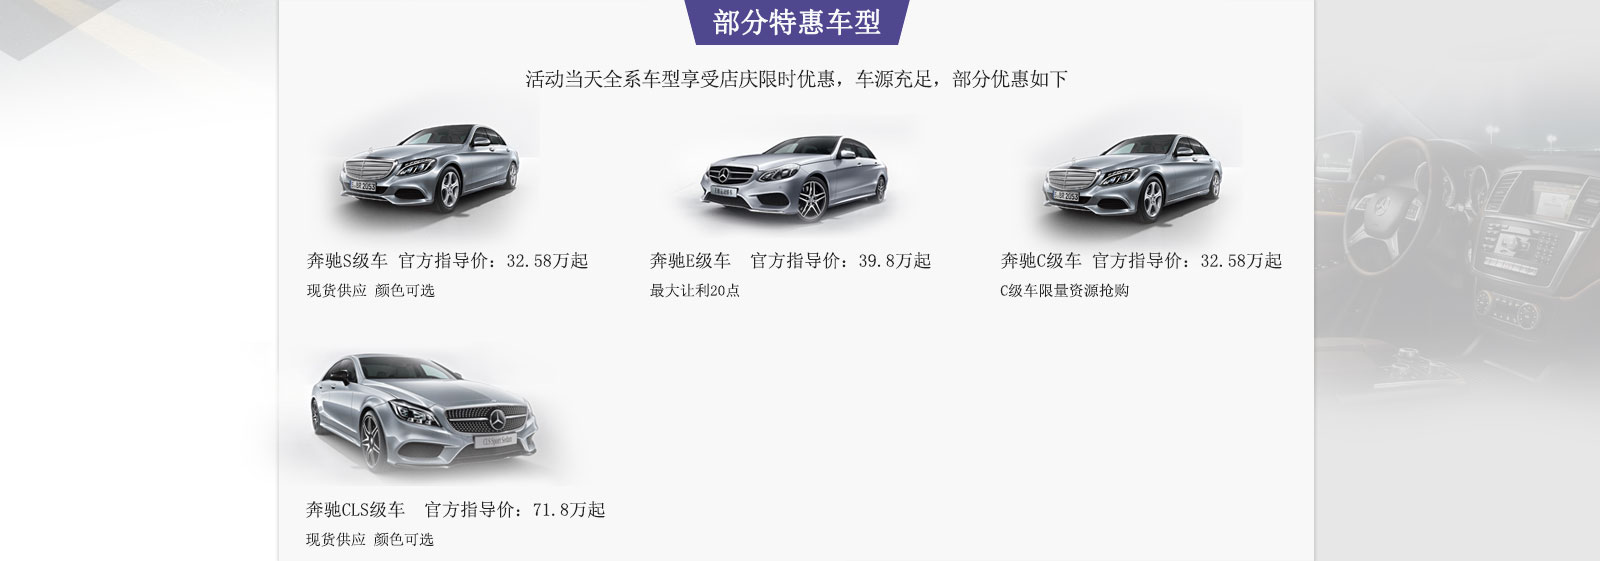 部分特惠车型
活动当天全系车型享受店庆限时优惠，车源充足，部分优惠如下
奔驰S级车 官方指导价：32.58万起
现货供应 颜色可选
奔驰E级车 官方指导价：39.8万起
最大让利20点
奔驰C级车 官方指导价：32.58万起
C级车限量资源抢购
奔驰CLS级车 官方指导价：71.8万起
现货供应 颜色可选